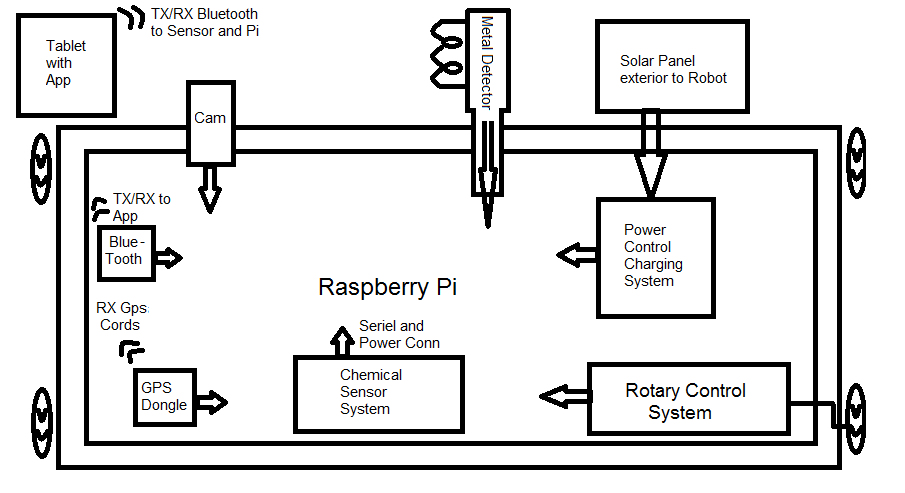 TX/RX Bluetooth
to Sensor and Pi
Tablet
with
App
Metal Detector
Solar Panel
exterior to Robot
Cam
TX/RX to
App
Blue-
Tooth
Power
Control
Charging
System
Raspberry Pi
RX Gps
Cords
Seriel and
Power Conn
GPS
Dongle
Chemical
Sensor
System
Rotary Control
System